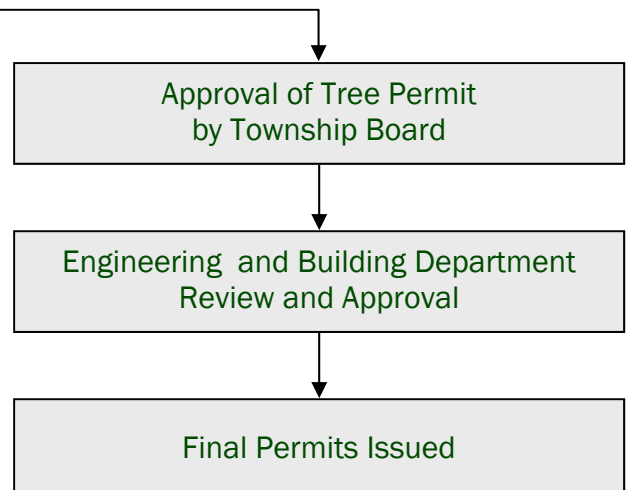 Approval of Tree Permit
by Township Board
Engineering and Building Department
Review and Approval
Final Permits Issued